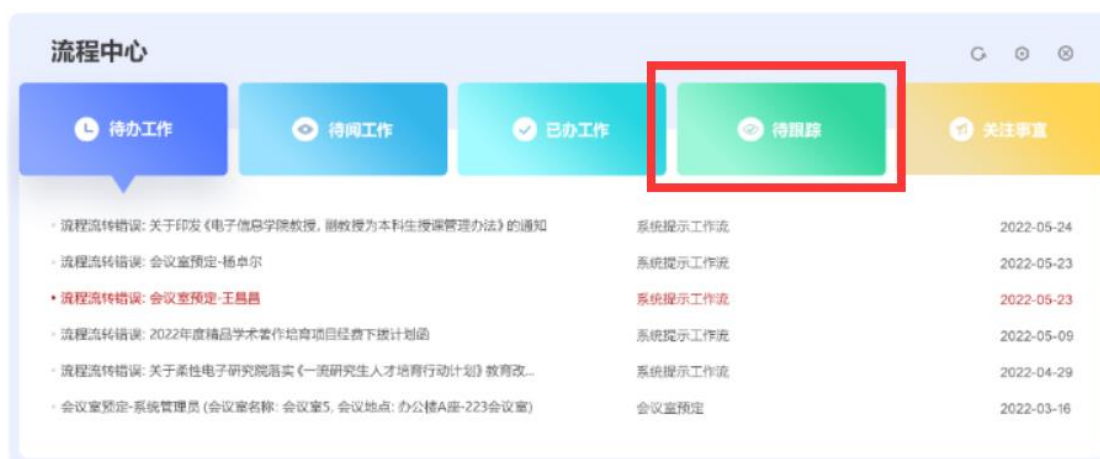 流程中心
待办工作
待阅工作
已办工作
待跟踪
关注事宜
流程流转错误: 关于印发《电子信息学院教授, 副教授为本科生授课管理办法》的通知 系统提示工作流 2022-05-24
流程流转错误: 会议室预定-杨卓尔 系统提示工作流 2022-05-23
流程流转错误: 会议室预定-王昌昌 系统提示工作流 2022-05-23
流程流转错误: 2022年度精品学术著作培育项目经费下拨计划函 系统提示工作流 2022-05-09
流程流转错误: 关于柔性电子研究院落实《一流研究生人才培育行动计划》教育改... 系统提示工作流 2022-04-29
会议室预定-系统管理员 (会议室名称: 会议室5, 会议地点: 办公楼A座-223会议室) 会议室预定 2022-03-16